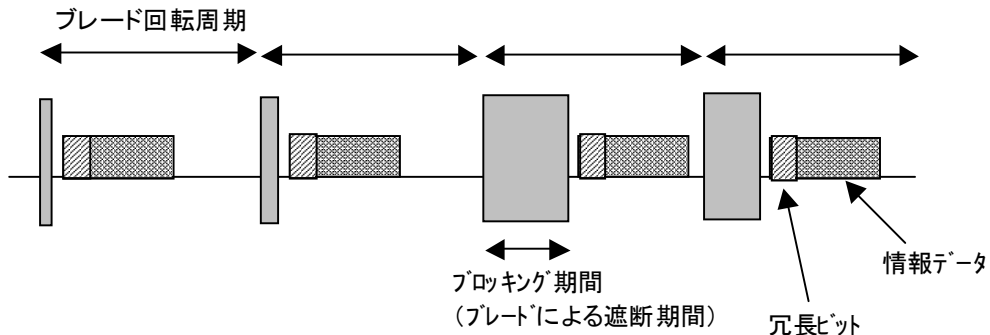 ブレード回転周期
ブロッキング期間
（ブレードによる遮断期間）
情報データ
冗長ビット